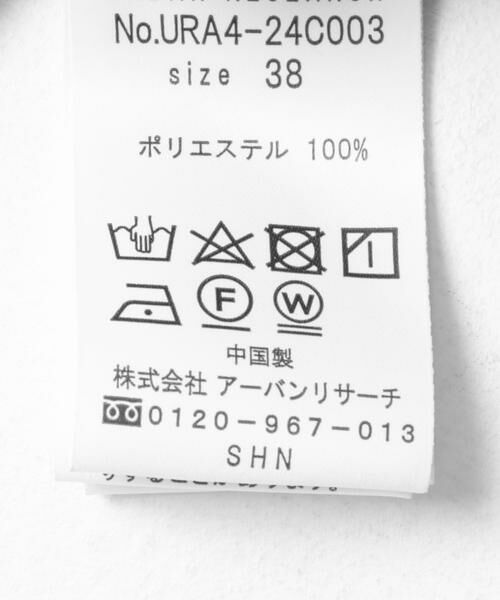 No.URA4-24C003
size 38
ポリエステル 100%
F W
中国製
株式会社 アーバンリサーチ
0120-967-013
SHN